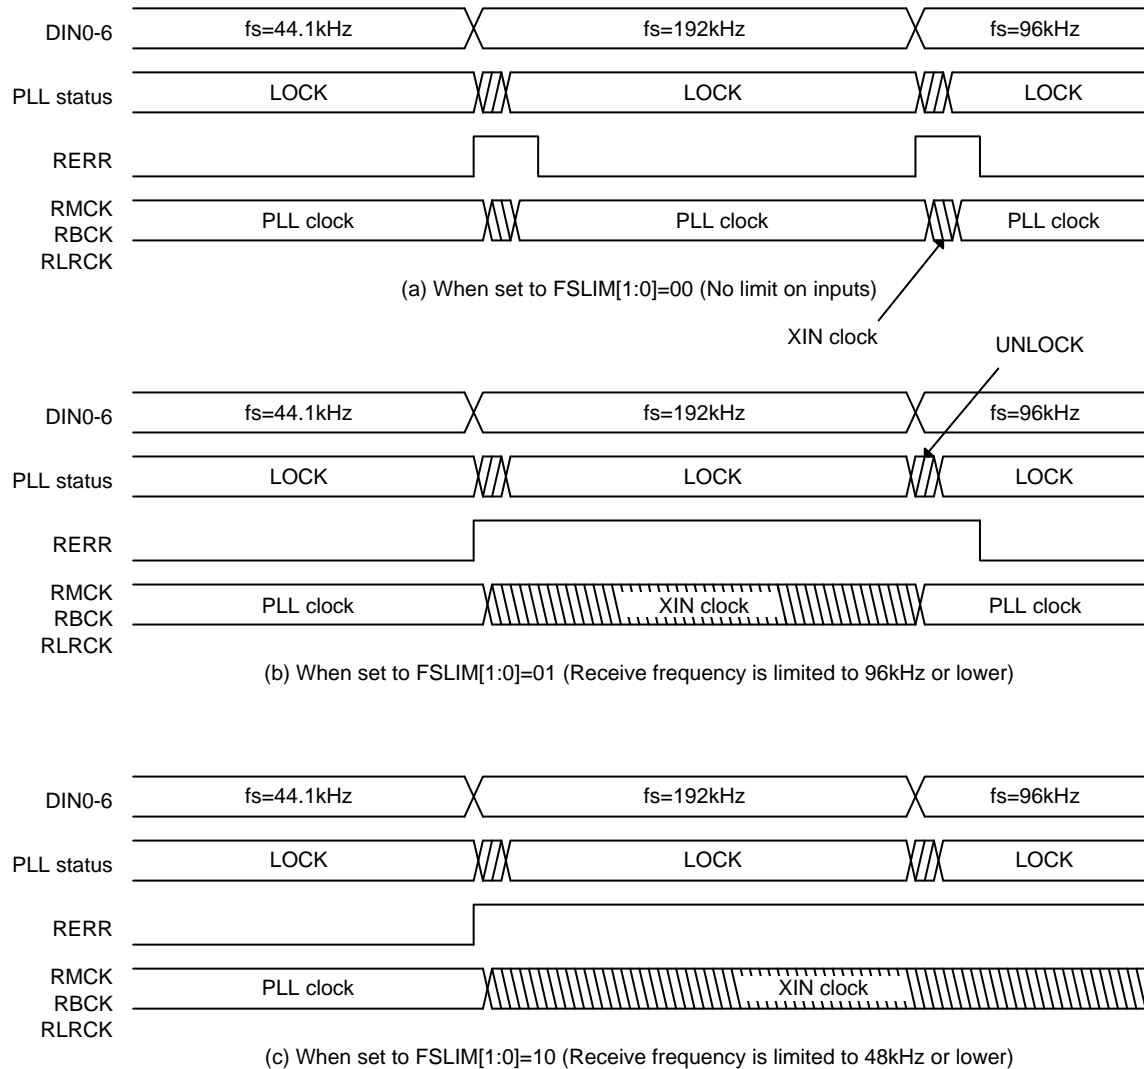 DIN0-6 fs=44.1kHz fs=192kHz fs=96kHz
PLL status LOCK LOCK LOCK
RERR
RMCK
RBCK
RLRCK
PLL clock PLL clock PLL clock
(a) When set to FSLIM[1:0]=00 (No limit on inputs)
XIN clock
UNLOCK
DIN0-6 fs=44.1kHz fs=192kHz fs=96kHz
PLL status LOCK LOCK LOCK
RERR
RMCK
RBCK
RLRCK
PLL clock XIN clock PLL clock
(b) When set to FSLIM[1:0]=01 (Receive frequency is limited to 96kHz or lower)
DIN0-6 fs=44.1kHz fs=192kHz fs=96kHz
PLL status LOCK LOCK LOCK
RERR
RMCK
RBCK
RLRCK
PLL clock XIN clock
(c) When set to FSLIM[1:0]=10 (Receive frequency is limited to 48kHz or lower)